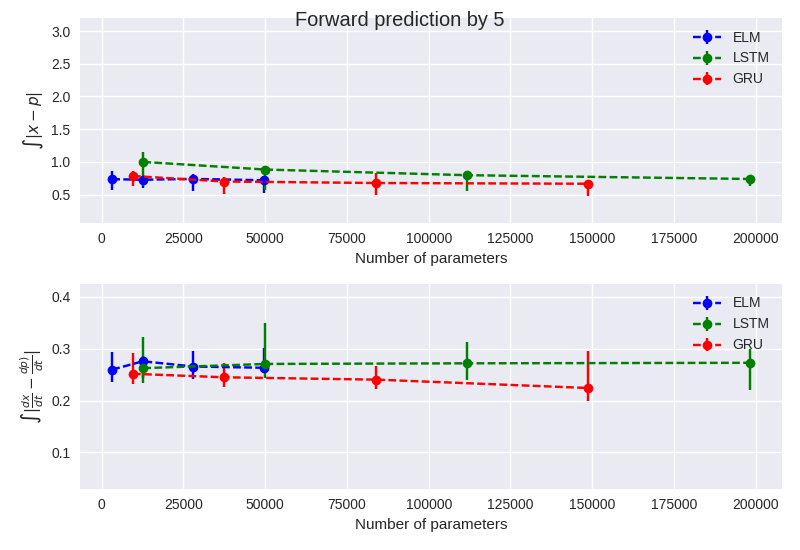 Forward prediction by 5
3.0
2.5
2.0
1.5
1.0
0.5
∫|x − p|
ELM
LSTM
GRU
0 25000 50000 75000 100000 125000 150000 175000 200000
Number of parameters
0.4
0.3
0.2
0.1
∫|dx/dt − dp)/dt|
ELM
LSTM
GRU
0 25000 50000 75000 100000 125000 150000 175000 200000
Number of parameters